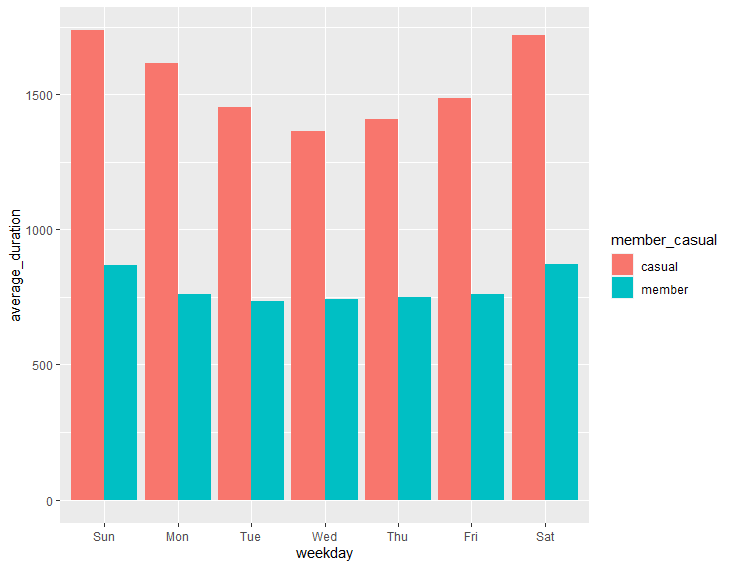 1500
1000
500
0
average_duration
Sun Mon Tue Wed Thu Fri Sat
weekday
member_casual
casual
member